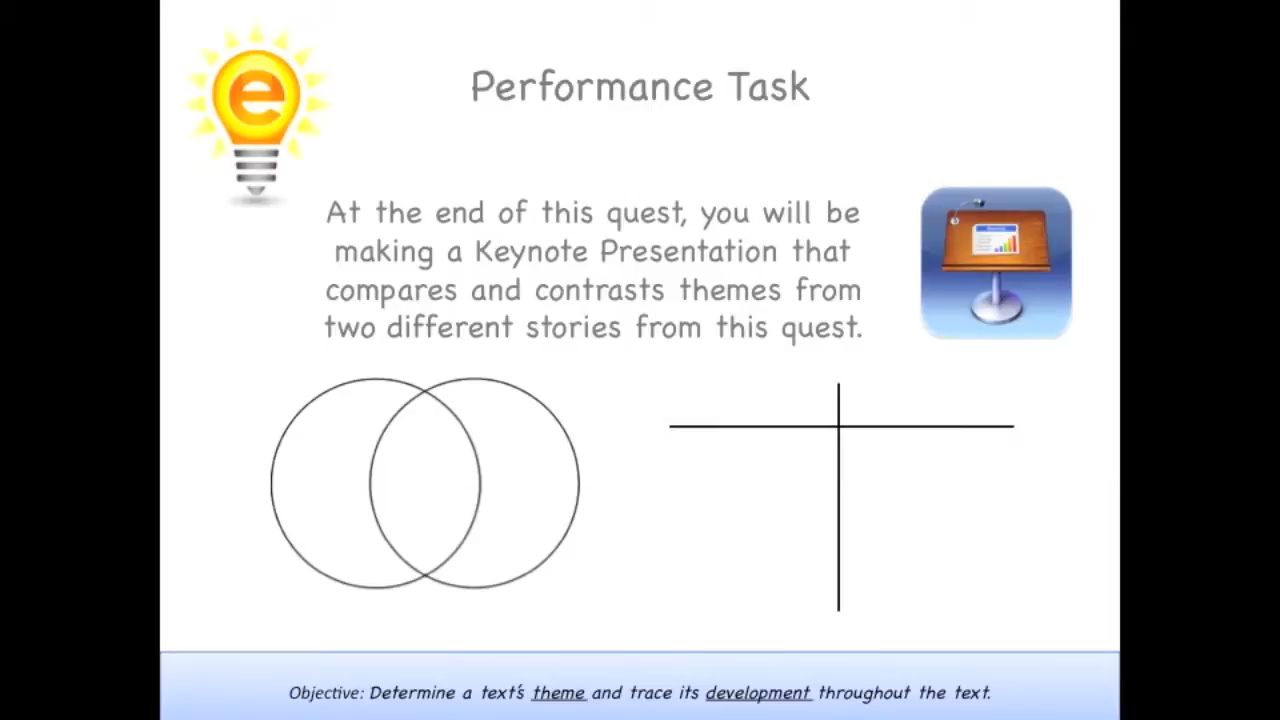 e
Performance Task
At the end of this quest, you will be
making a Keynote Presentation that
compares and contrasts themes from
two different stories from this quest.
Objective: Determine a text's theme and trace its development throughout the text.